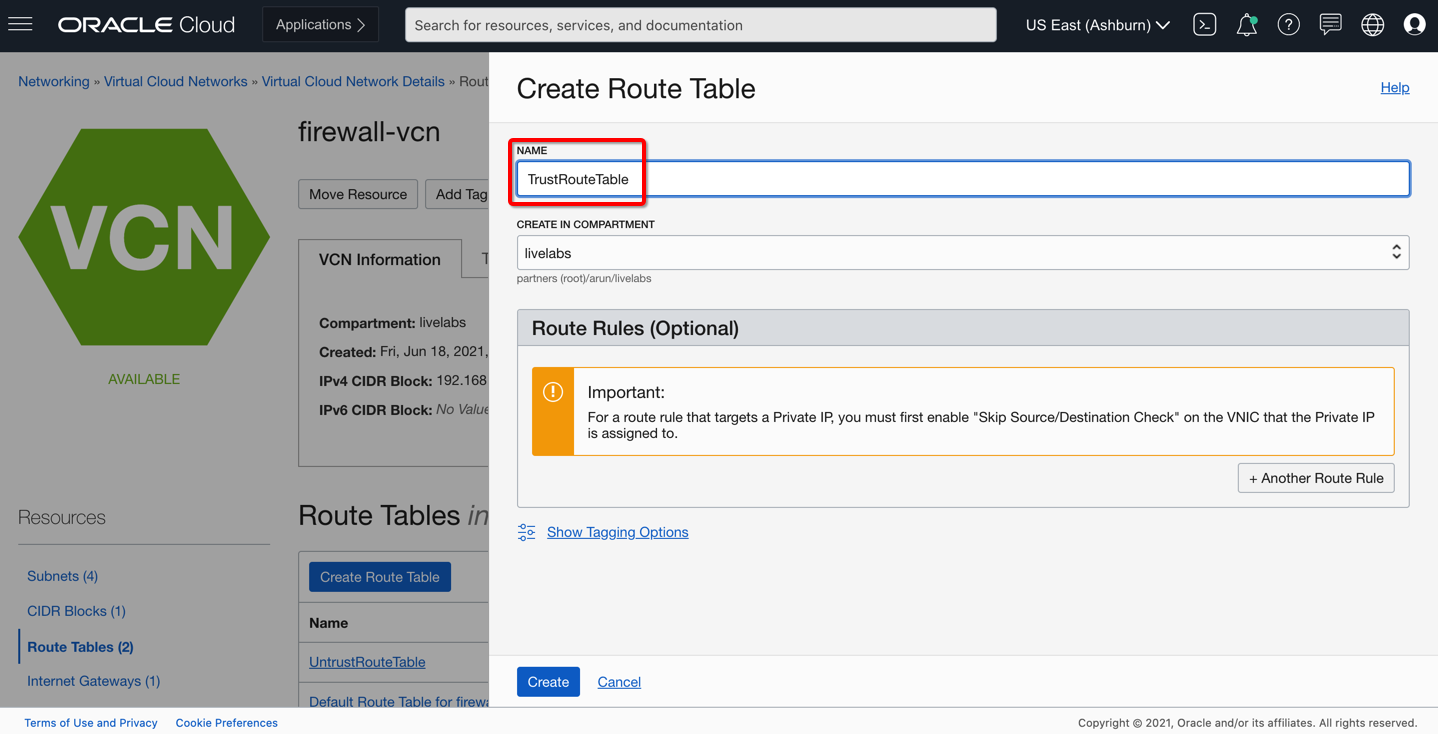 ORACLE Cloud
Applications
Search for resources, services, and documentation
US East (Ashburn)
Networking » Virtual Cloud Networks » Virtual Cloud Network Details » Rout
VCN
AVAILABLE
firewall-vcn
Move Resource
Add Tag
VCN Information
T
Compartment: livelabs
Created: Fri, Jun 18, 2021,
IPv4 CIDR Block: 192.168
IPv6 CIDR Block: No Value
Resources
Subnets (4)
CIDR Blocks (1)
Route Tables (2)
Internet Gateways (1)
Route Tables in
Create Route Table
Name
UntrustRouteTable
Default Route Table for firewa
Create Route Table
Help
NAME
TrustRouteTable
CREATE IN COMPARTMENT
livelabs
partners (root)/arun/livelabs
Route Rules (Optional)
Important:
For a route rule that targets a Private IP, you must first enable "Skip Source/Destination Check" on the VNIC that the Private IP
is assigned to.
+ Another Route Rule
Show Tagging Options
Create
Cancel
Terms of Use and Privacy
Cookie Preferences
Copyright © 2021, Oracle and/or its affiliates. All rights reserved.